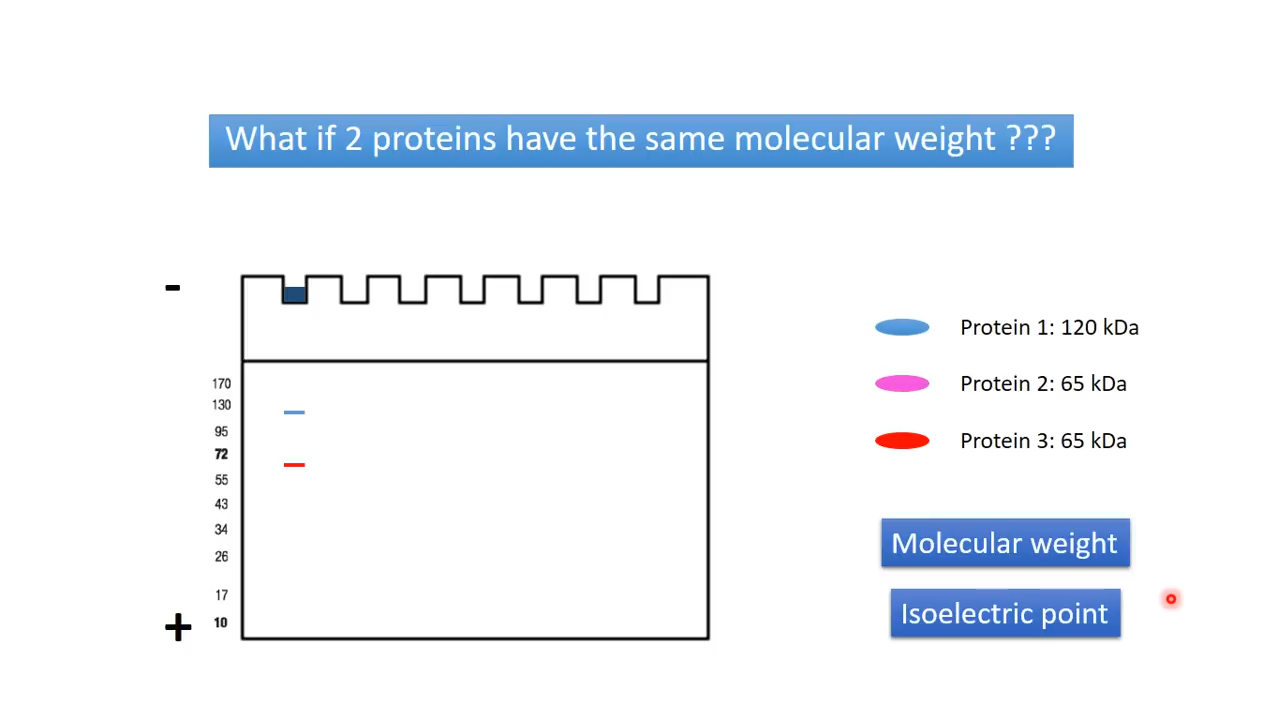 What if 2 proteins have the same molecular weight ???
-
170
130
95
72
55
43
34
26
17
10
+
Protein 1: 120 kDa
Protein 2: 65 kDa
Protein 3: 65 kDa
Molecular weight
Isoelectric point